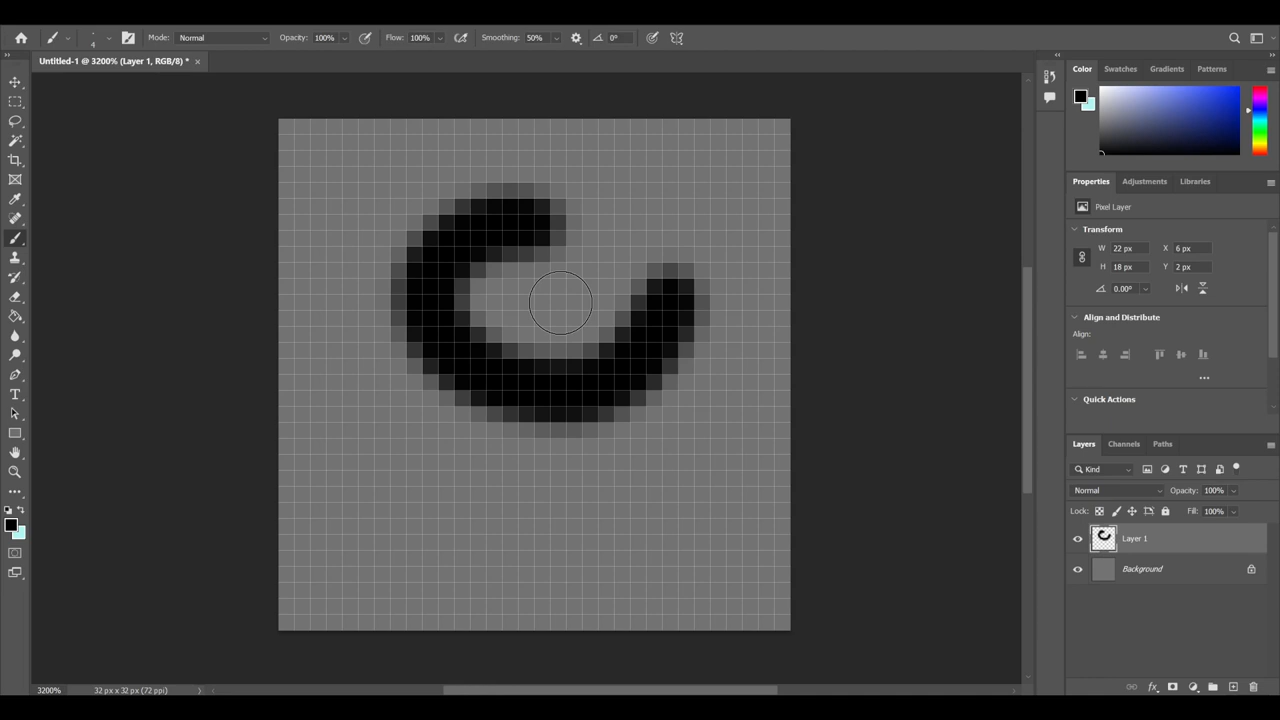 4 Mode: Normal Opacity: 100% Flow: 100% Smoothing: 50% 0°
Untitled-1 @ 3200% (Layer 1, RGB/8) * ×
Color Swatches Gradients Patterns
Properties Adjustments Libraries
Pixel Layer
Transform
W 22 px X 6 px
H 18 px Y 2 px
0.00°
Align and Distribute
Align:
Quick Actions
Layers Channels Paths
Kind
Normal Opacity: 100%
Lock: Fill: 100%
Layer 1
Background
3200% 32 px x 32 px (72 ppi)